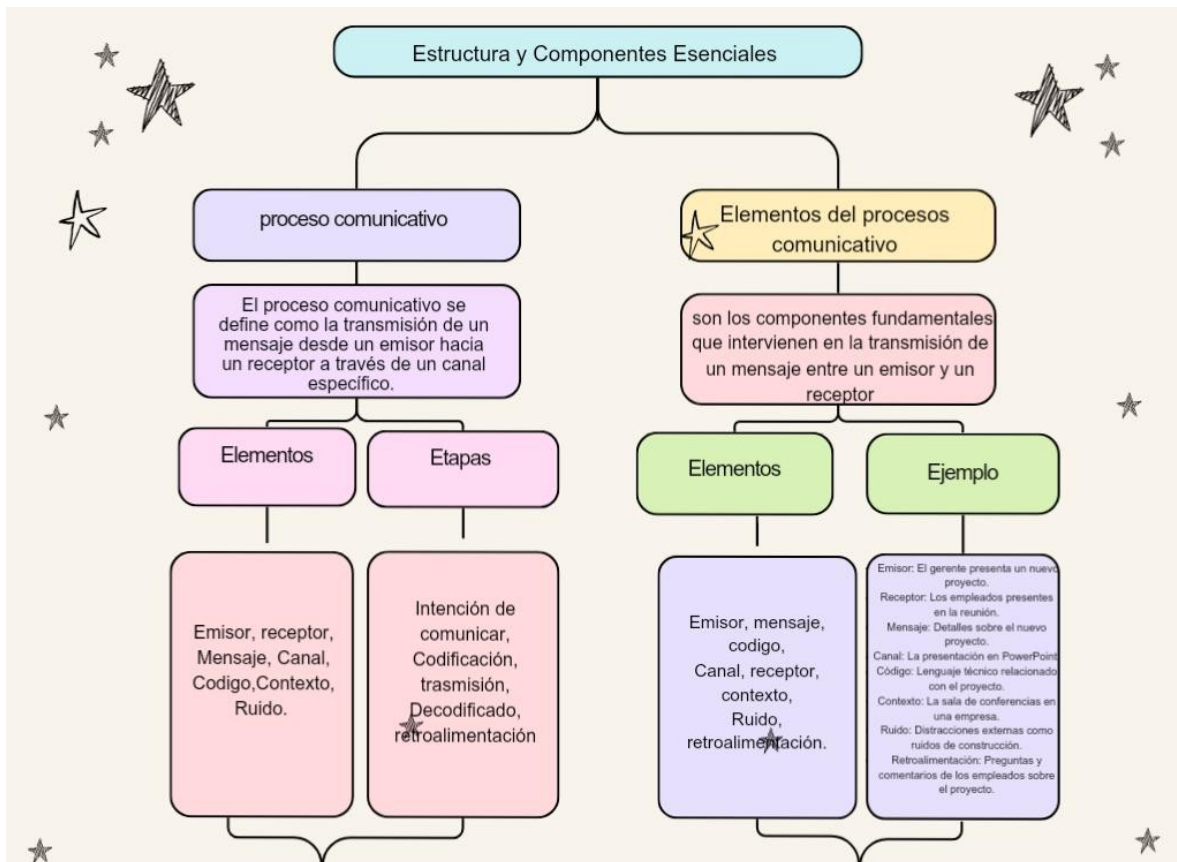 Estructura y Componentes Esenciales
proceso comunicativo
El proceso comunicativo se
define como la transmisión de un
mensaje desde un emisor hacia
un receptor a través de un canal
específico.
Elementos
Etapas
Emisor, receptor,
Mensaje, Canal,
Codigo,Contexto,
Ruido.
Intención de
comunicar,
Codificación,
trasmisión,
Decodificado,
retroalimentación
Elementos del procesos
comunicativo
son los componentes fundamentales
que intervienen en la transmisión de
un mensaje entre un emisor y un
receptor
Elementos
Ejemplo
Emisor, mensaje,
codigo,
Canal, receptor,
contexto,
Ruido,
retroalimentación.
Emisor: El gerente presenta un nuevo
proyecto.
Receptor: Los empleados presentes
en la reunión.
Mensaje: Detalles sobre el nuevo
proyecto.
Canal: La presentación en PowerPoint
Código: Lenguaje técnico relacionado
con el proyecto.
Contexto: La sala de conferencias en
una empresa.
Ruido: Distracciones externas como
ruidos de construcción.
Retroalimentación: Preguntas y
comentarios de los empleados sobre
el proyecto.